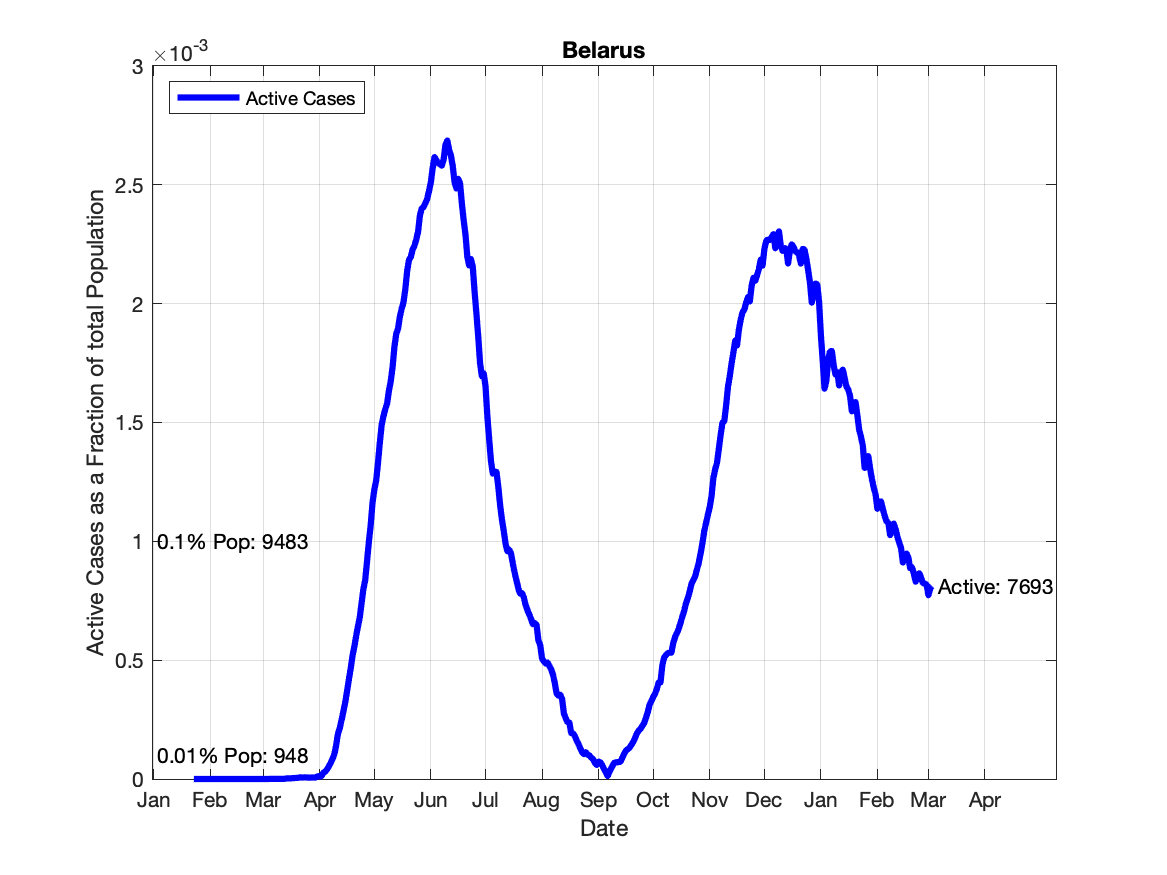 Belarus
×10^-3
Active Cases
3
2.5
2
1.5
1
0.5
0
Active Cases as a Fraction of total Population
0.1% Pop: 9483
Active: 7693
0.01% Pop: 948
Jan Feb Mar Apr May Jun Jul Aug Sep Oct Nov Dec Jan Feb Mar Apr
Date